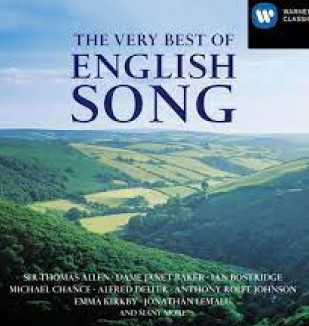 WARNER
CLASSICS
THE VERY BEST OF
ENGLISH
SONG
SIR THOMAS ALLEN · DAME JANET BAKER · IAN BOSTRIDGE
MICHAEL CHANCE · ALFRED DELLER · ANTHONY ROLFE JOHNSON
EMMA KIRKBY · JONATHAN LEMALU
AND MANY MORE